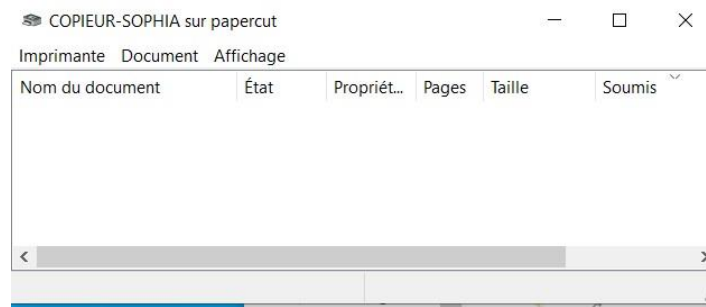 COPIEUR-SOPHIA sur papercut
Imprimante Document Affichage
Nom du document État Propriét... Pages Taille Soumis